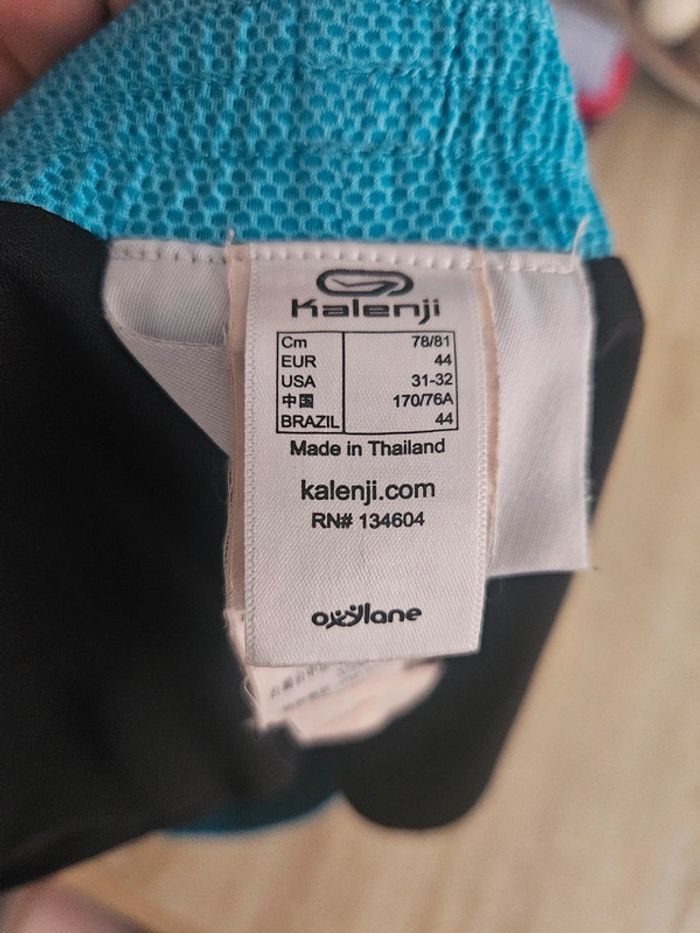 Kalenji
Cm 78/81
EUR 44
USA 31-32
中国 170/76A
BRAZIL 44
Made in Thailand
kalenji.com
RN# 134604
oxylane